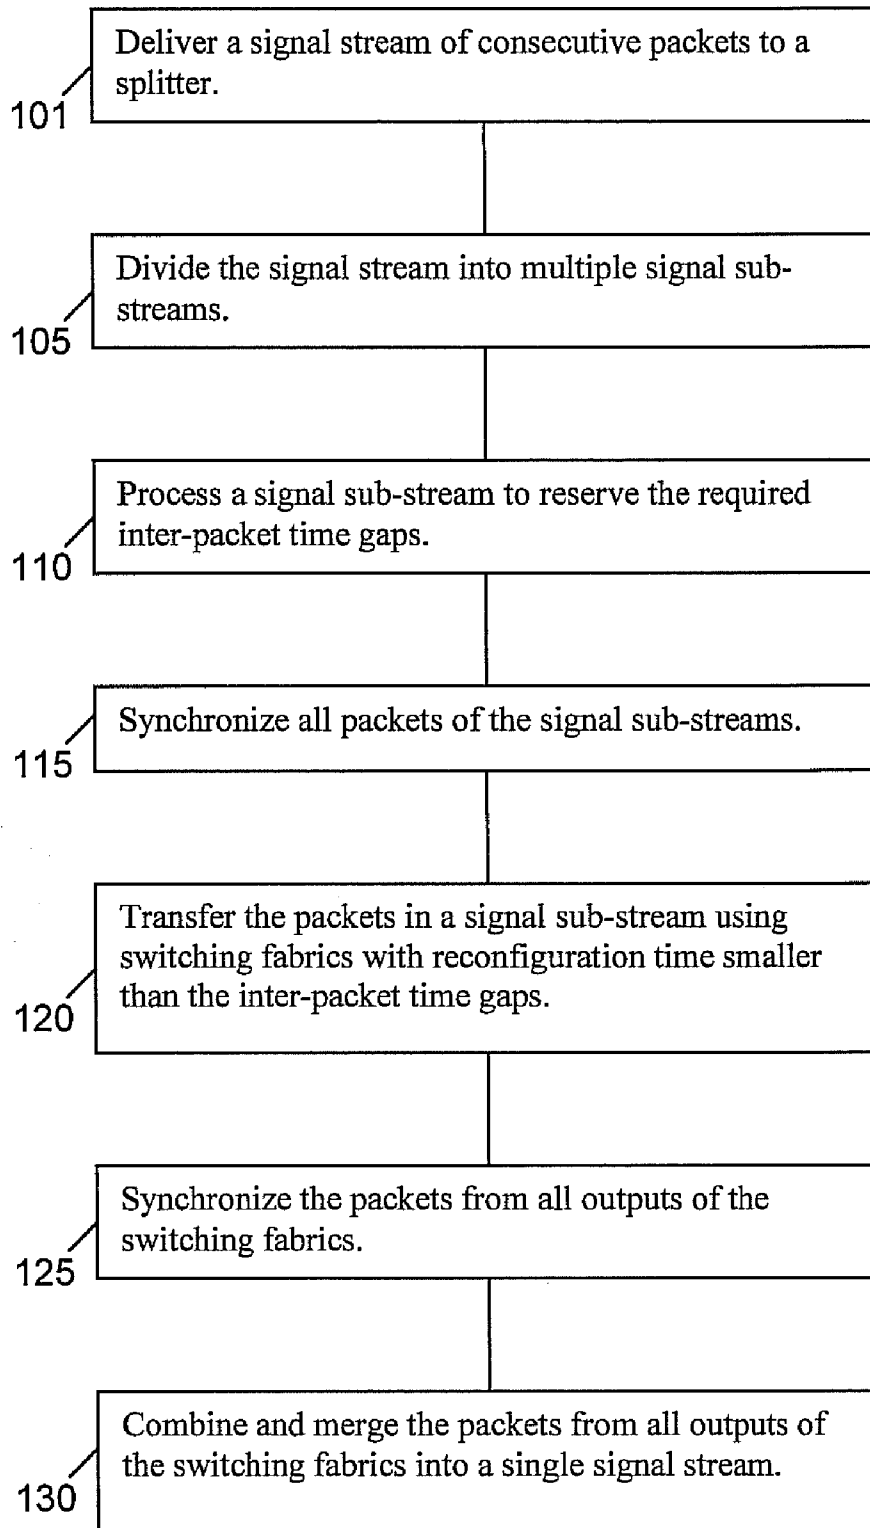 Deliver a signal stream of consecutive packets to a
splitter.
101
Divide the signal stream into multiple signal sub-
streams.
105
Process a signal sub-stream to reserve the required
inter-packet time gaps.
110
Synchronize all packets of the signal sub-streams.
115
Transfer the packets in a signal sub-stream using
switching fabrics with reconfiguration time smaller
than the inter-packet time gaps.
120
Synchronize the packets from all outputs of the
switching fabrics.
125
Combine and merge the packets from all outputs of
the switching fabrics into a single signal stream.
130